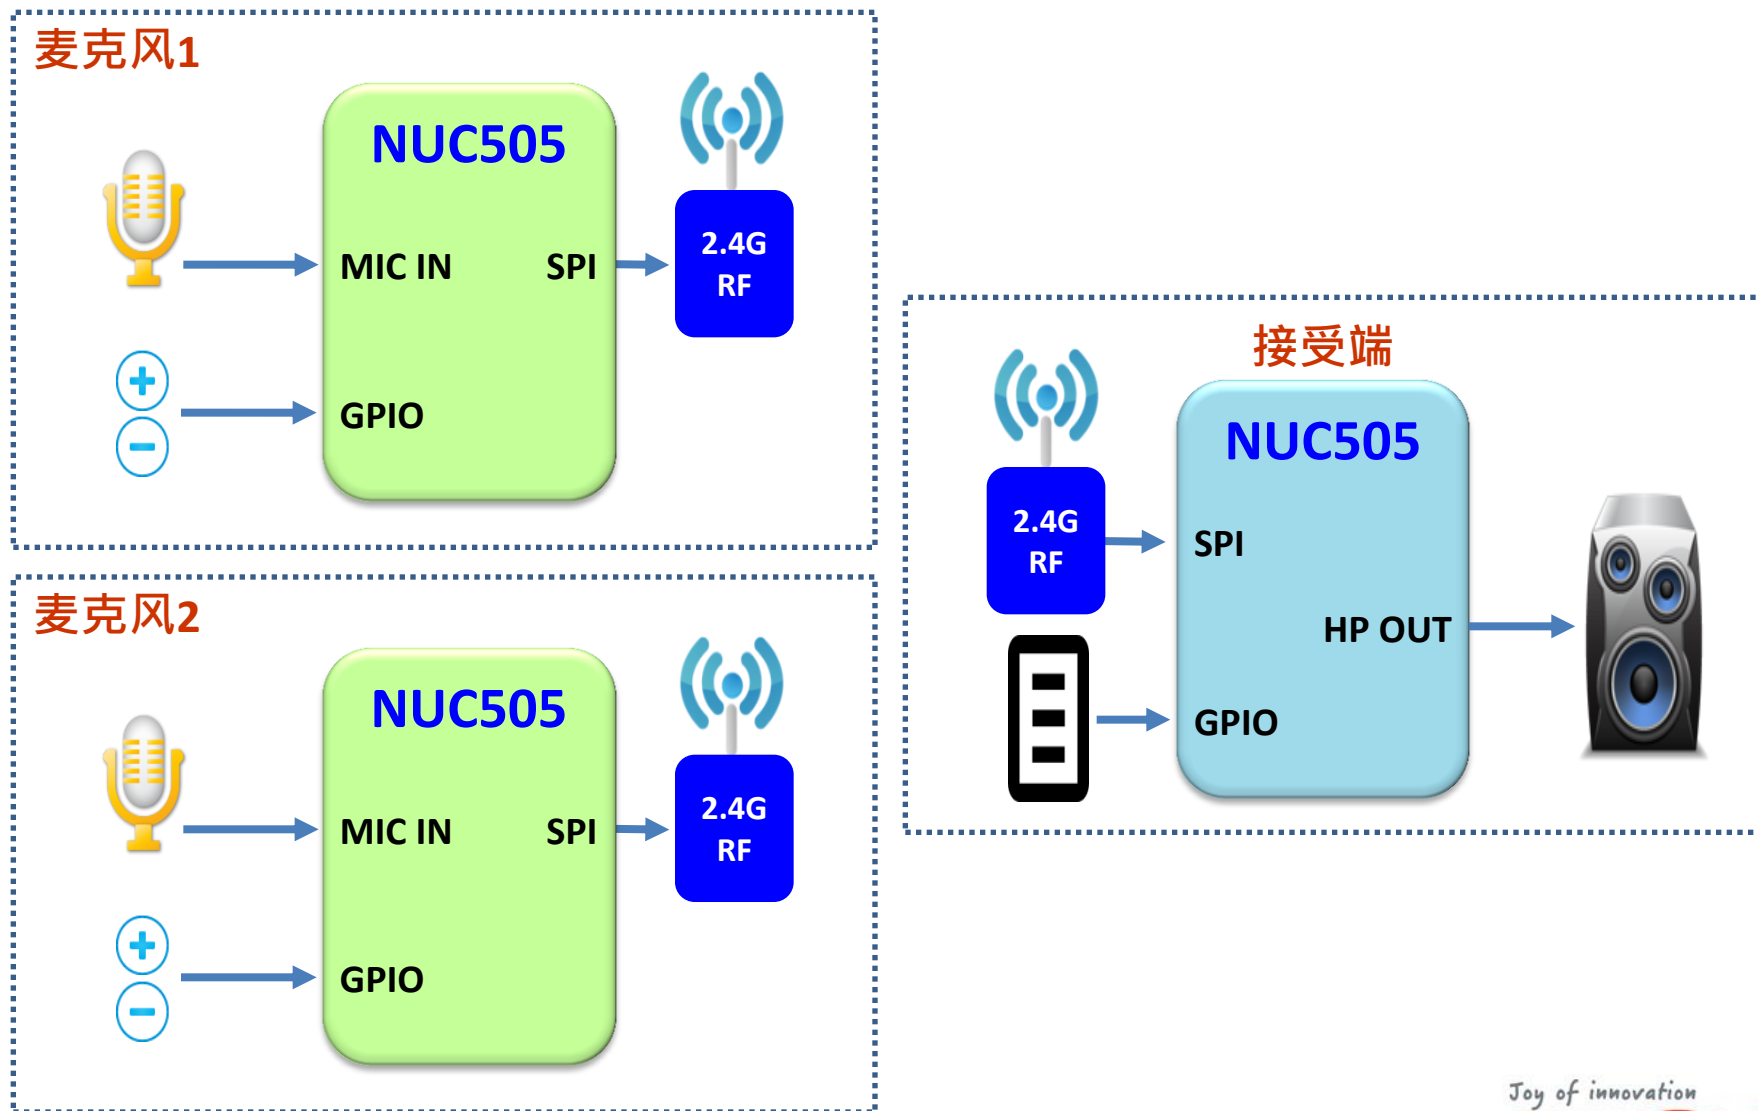 麦克风1
NUC505
MIC IN
SPI
2.4G
RF
GPIO
麦克风2
NUC505
MIC IN
SPI
2.4G
RF
GPIO
接受端
NUC505
2.4G
RF
SPI
HP OUT
GPIO
Joy of innovation